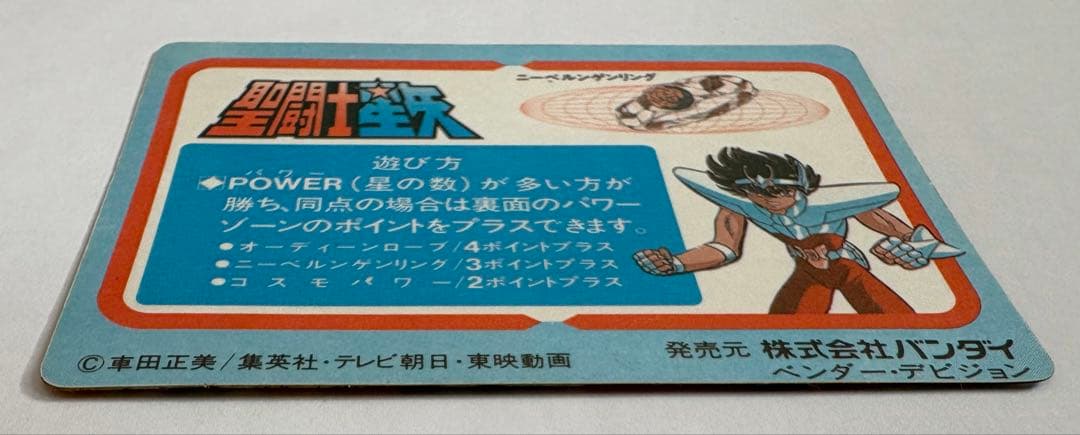 聖闘士星矢
ニーベルンゲンリング
遊び方
パワー
◆POWER(星の数)が多い方が
勝ち、同点の場合は裏面のパワー
ゾーンのポイントをプラスできます。
●オーディーンローブ/4ポイントプラス
●ニーベルンゲンリング/3ポイントプラス
●コスモパワー/2ポイントプラス
©車田正美/集英社・テレビ朝日・東映動画
発売元 株式会社バンダイ
ベンダー・デビジョン